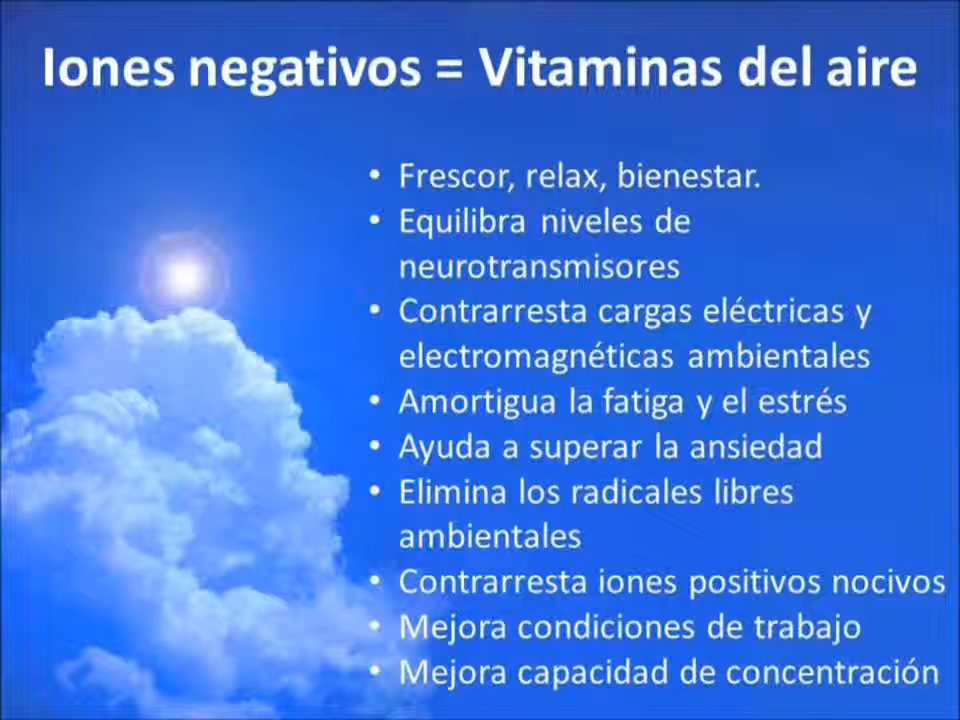 Iones negativos = Vitaminas del aire
• Frescor, relax, bienestar.
• Equilibra niveles de
neurotransmisores
• Contrarresta cargas eléctricas y
electromagnéticas ambientales
• Amortigua la fatiga y el estrés
• Ayuda a superar la ansiedad
• Elimina los radicales libres
ambientales
• Contrarresta iones positivos nocivos
• Mejora condiciones de trabajo
• Mejora capacidad de concentración